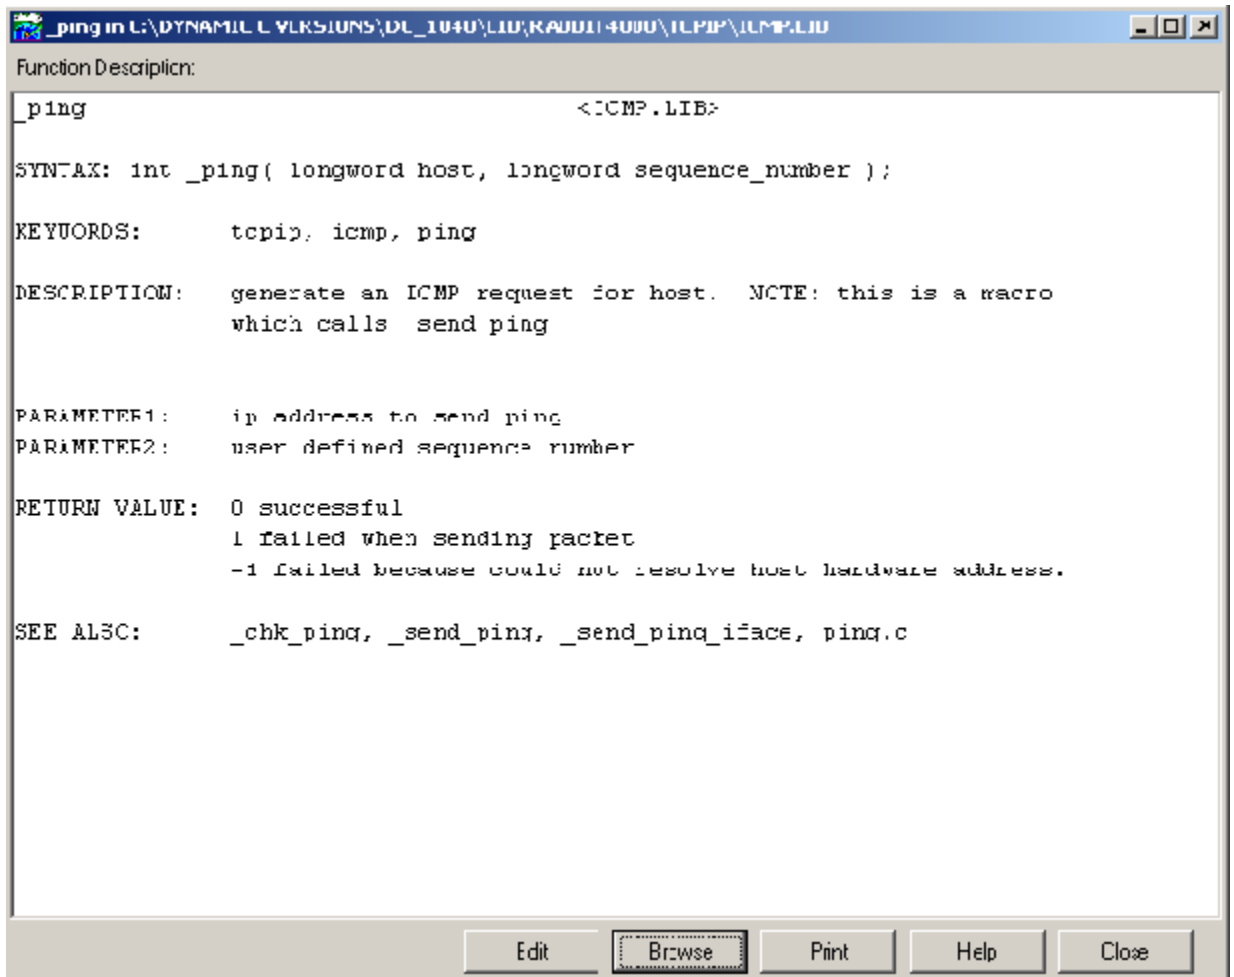 _ping in C:\DYNAMIC C VERSIONS\DC_1040\LIB\RABBIT4000\TCPIP\ICMP.LIB
Function Description:
_ping <ICMP.LIB>
SYNTAX: int _ping( longword host, longword sequence_number );
KEYWORDS: tcpip, icmp, ping
DESCRIPTION: generate an ICMP request for host. NOTE: this is a macro
which calls send ping
PARAMETER1: ip address to send ping
PARAMETER2: user defined sequence number
RETURN VALUE: 0 successful
1 failed when sending packet
-1 failed because could not resolve host hardware address.
SEE ALSO: _chk_ping, _send_ping, _send_ping_iface, ping.c
Edit Browse Print Help Close